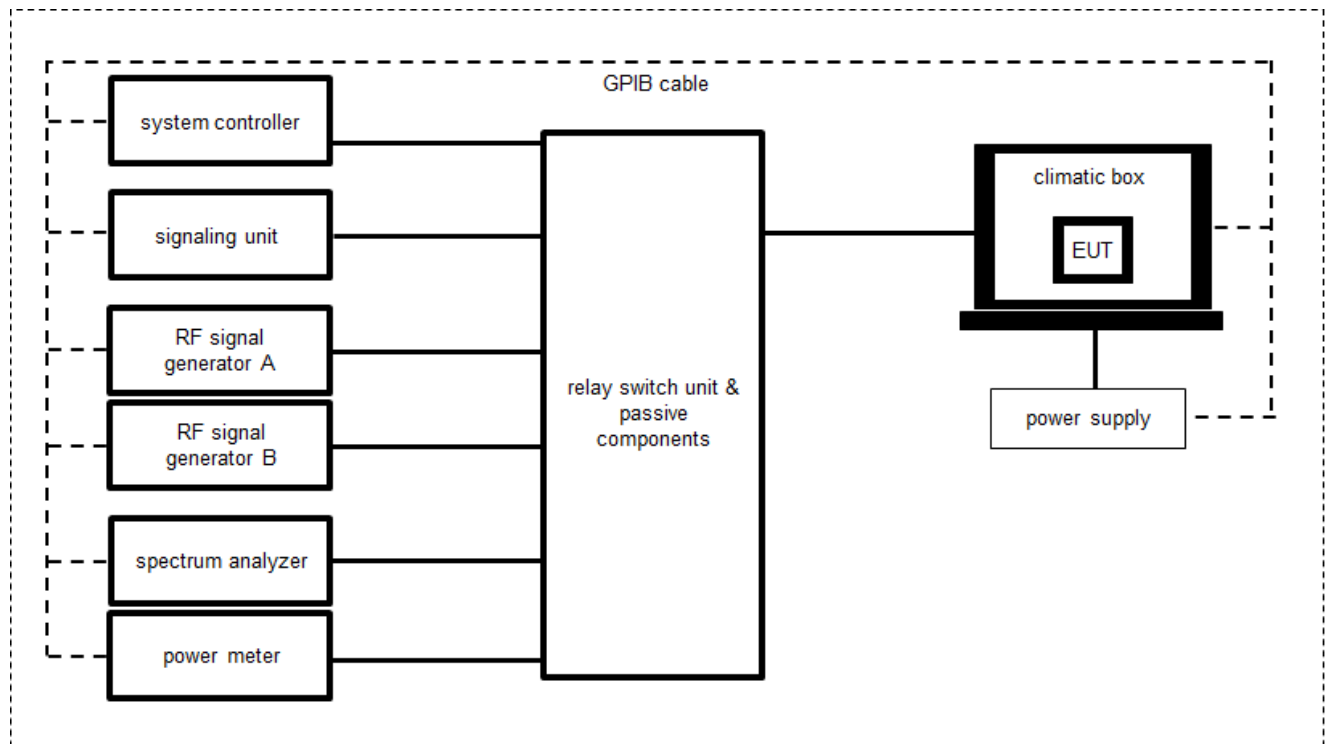 GPIB cable
system controller
signaling unit
RF signal
generator A
RF signal
generator B
spectrum analyzer
power meter
relay switch unit &
passive
components
climatic box
EUT
power supply